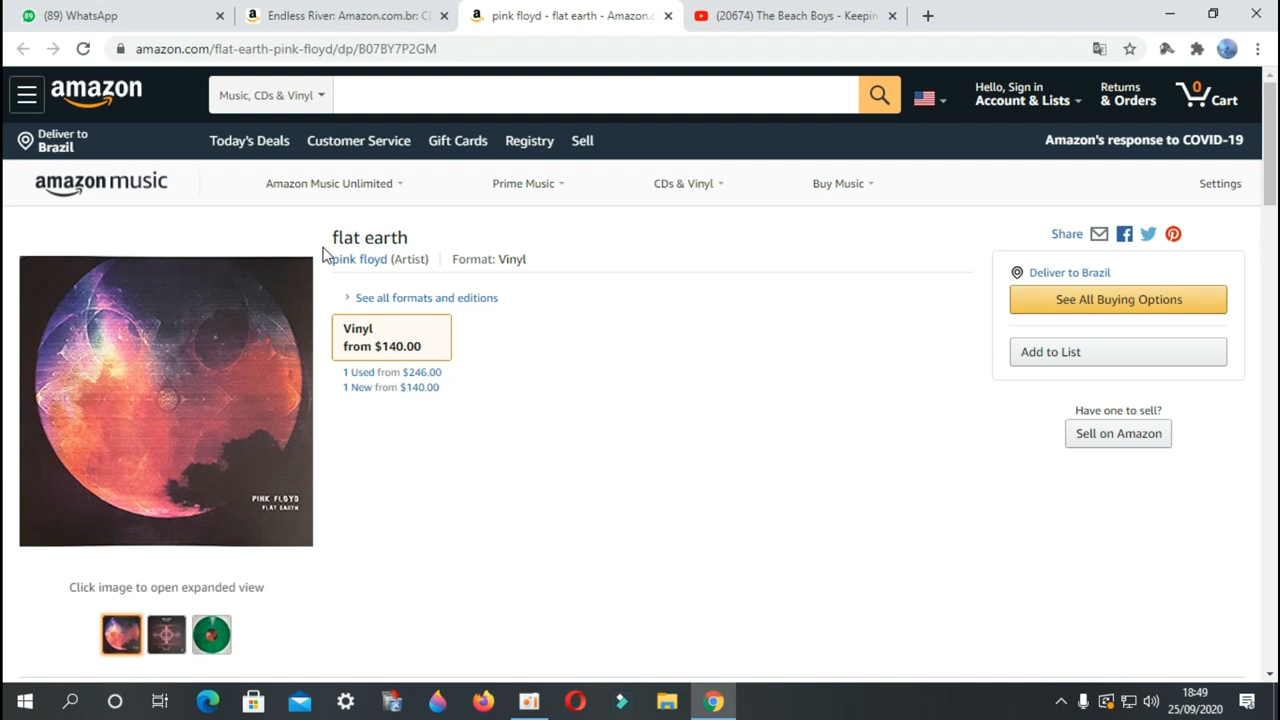 (89) WhatsApp
Endless River: Amazon.com.br: CD
pink floyd - flat earth - Amazon.c
(20674) The Beach Boys - Keepin
amazon.com/flat-earth-pink-floyd/dp/B07BY7P2GM
amazon
Music, CDs & Vinyl
Hello, Sign in
Account & Lists
Returns
& Orders
0
Cart
Deliver to
Brazil
Today's Deals
Customer Service
Gift Cards
Registry
Sell
Amazon's response to COVID-19
amazon music
Amazon Music Unlimited
Prime Music
CDs & Vinyl
Buy Music
Settings
flat earth
pink floyd (Artist)
Format: Vinyl
See all formats and editions
Vinyl
from $140.00
1 Used from $246.00
1 New from $140.00
PINK FLOYD
FLAT EARTH
Click image to open expanded view
Share
Deliver to Brazil
See All Buying Options
Add to List
Have one to sell?
Sell on Amazon
18:49
25/09/2020